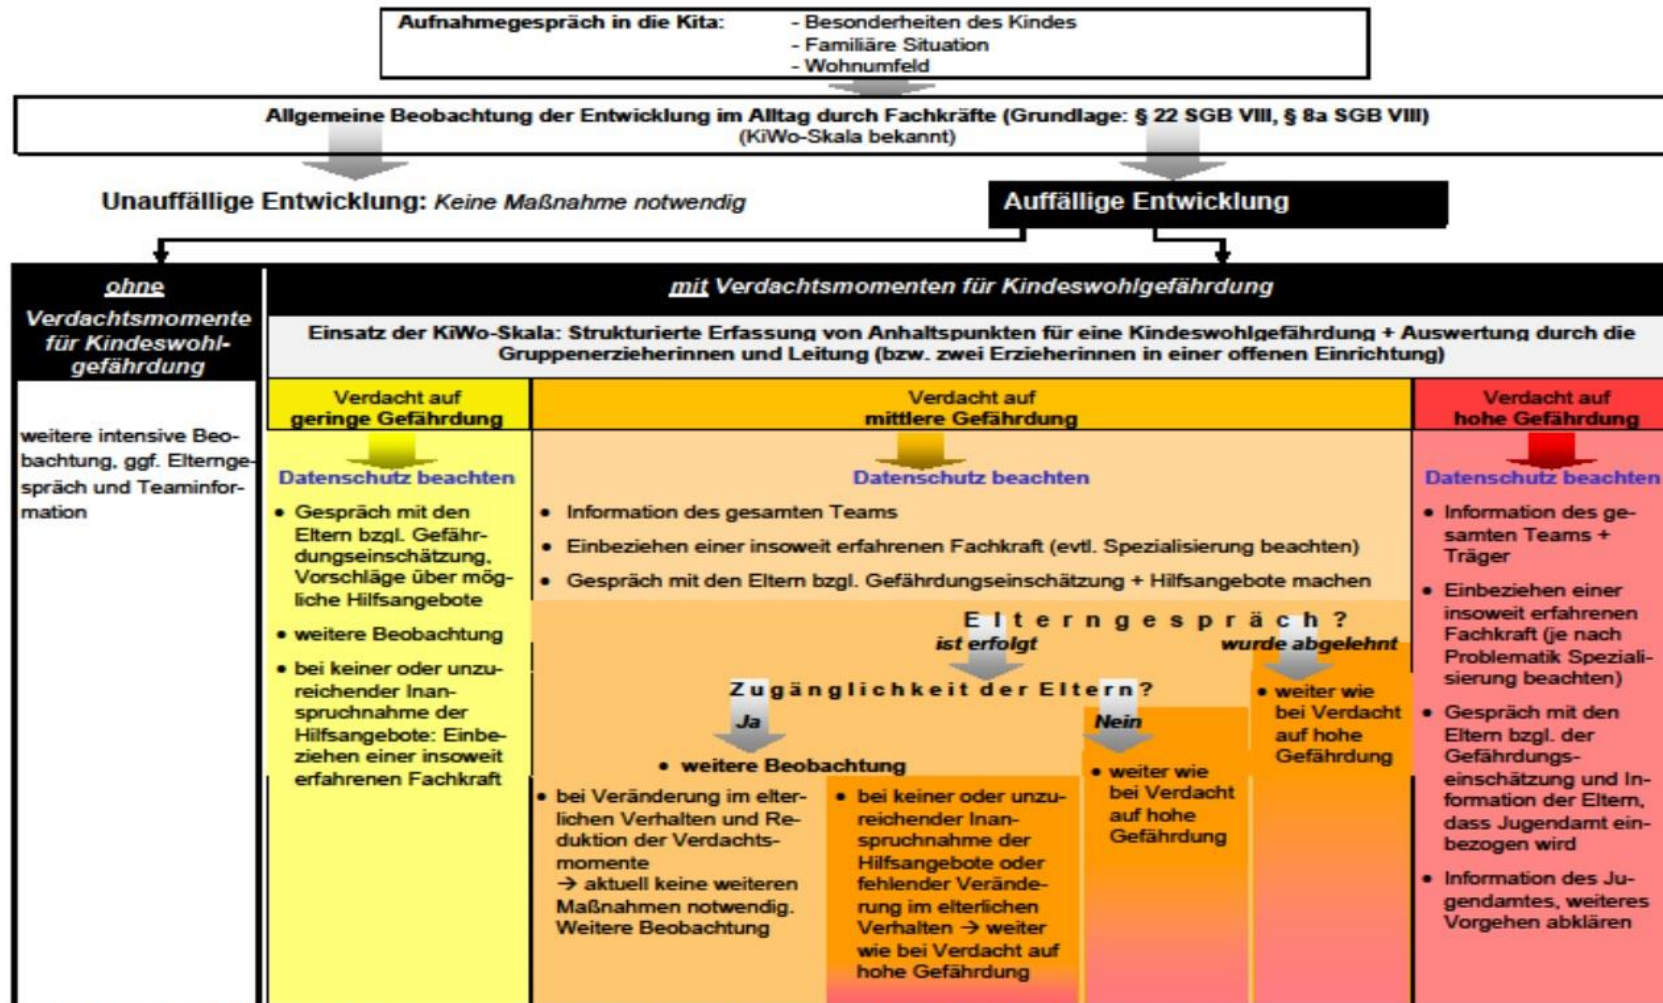 Aufnahmegespräch in die Kita: - Besonderheiten des Kindes
- Familiäre Situation
- Wohnumfeld
Allgemeine Beobachtung der Entwicklung im Alltag durch Fachkräfte (Grundlage: § 22 SGB VIII, § 8a SGB VIII)
(KiWo-Skala bekannt)
Unauffällige Entwicklung: Keine Maßnahme notwendig
Auffällige Entwicklung
ohne
Verdachtsmomente
für Kindeswohl-
gefährdung
weitere intensive Beo-
bachtung, ggf. Elternge-
spräch und Teaminfor-
mation
mit Verdachtsmomenten für Kindeswohlgefährdung
Einsatz der KiWo-Skala: Strukturierte Erfassung von Anhaltspunkten für eine Kindeswohlgefährdung + Auswertung durch die
Gruppenerzieherinnen und Leitung (bzw. zwei Erzieherinnen in einer offenen Einrichtung)
Verdacht auf
geringe Gefährdung
Datenschutz beachten
• Gespräch mit den
Eltern bzgl. Gefähr-
dungseinschätzung,
Vorschläge über mög-
liche Hilfsangebote
• weitere Beobachtung
• bei keiner oder unzu-
reichender Inan-
spruchnahme der
Hilfsangebote: Einbe-
ziehen einer insoweit
erfahrenen Fachkraft
Verdacht auf
mittlere Gefährdung
Datenschutz beachten
• Information des gesamten Teams
• Einbeziehen einer insoweit erfahrenen Fachkraft (evtl. Spezialisierung beachten)
• Gespräch mit den Eltern bzgl. Gefährdungseinschätzung + Hilfsangebote machen
Elterngespräch?
ist erfolgt
wurde abgelehnt
Zugänglichkeit der Eltern?
Ja
Nein
• weitere Beobachtung
• bei Veränderung im elter-
lichen Verhalten und Re-
duktion der Verdachts-
momente
→ aktuell keine weiteren
Maßnahmen notwendig.
Weitere Beobachtung
• bei keiner oder unzu-
reichender Inan-
spruchnahme der
Hilfsangebote oder
fehlender Verände-
rung im elterlichen
Verhalten → weiter
wie bei Verdacht auf
hohe Gefährdung
• weiter wie
bei Verdacht
auf hohe
Gefährdung
• weiter wie
bei Verdacht
auf hohe
Gefährdung
Verdacht auf
hohe Gefährdung
Datenschutz beachten
• Information des ge-
samten Teams +
Träger
• Einbeziehen einer
insoweit erfahrenen
Fachkraft (je nach
Problematik Speziali-
sierung beachten)
• Gespräch mit den
Eltern bzgl. der
Gefährdungs-
einschätzung und In-
formation der Eltern,
dass Jugendamt ein-
bezogen wird
• Information des Ju-
gendamtes, weiteres
Vorgehen abklären